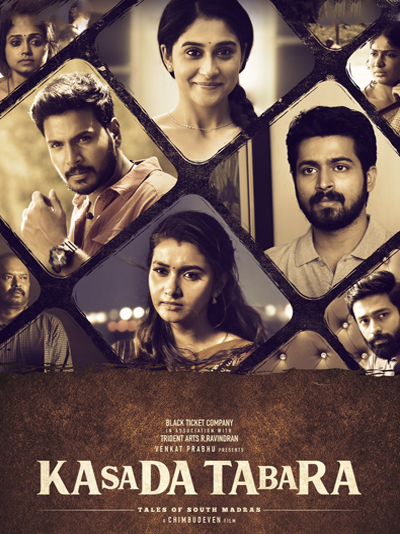 BLACK TICKET COMPANY
IN ASSOCIATION WITH
TRIDENT ARTS R.RAVINDRAN
VENKAT PRABHU PRESENTS
KASADA TABARA
TALES OF SOUTH MADRAS
A CHIMBUDEVEN FILM